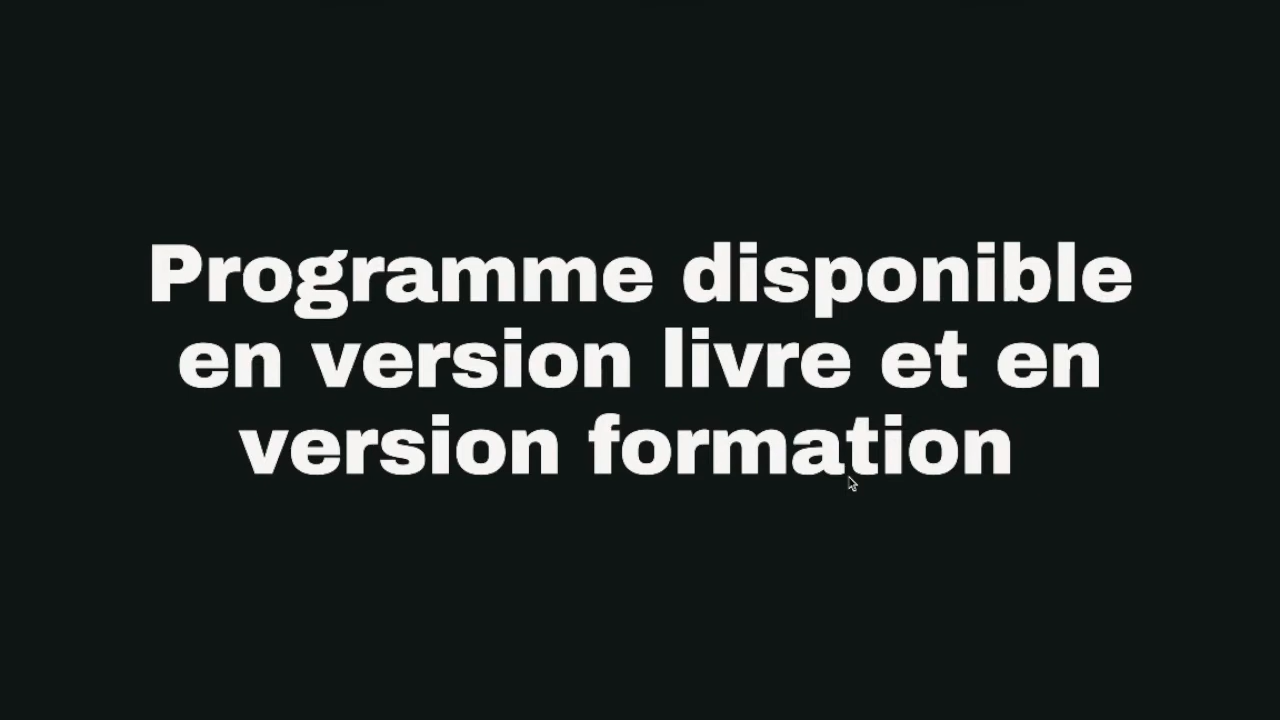 Programme disponible
en version livre et en
version formation